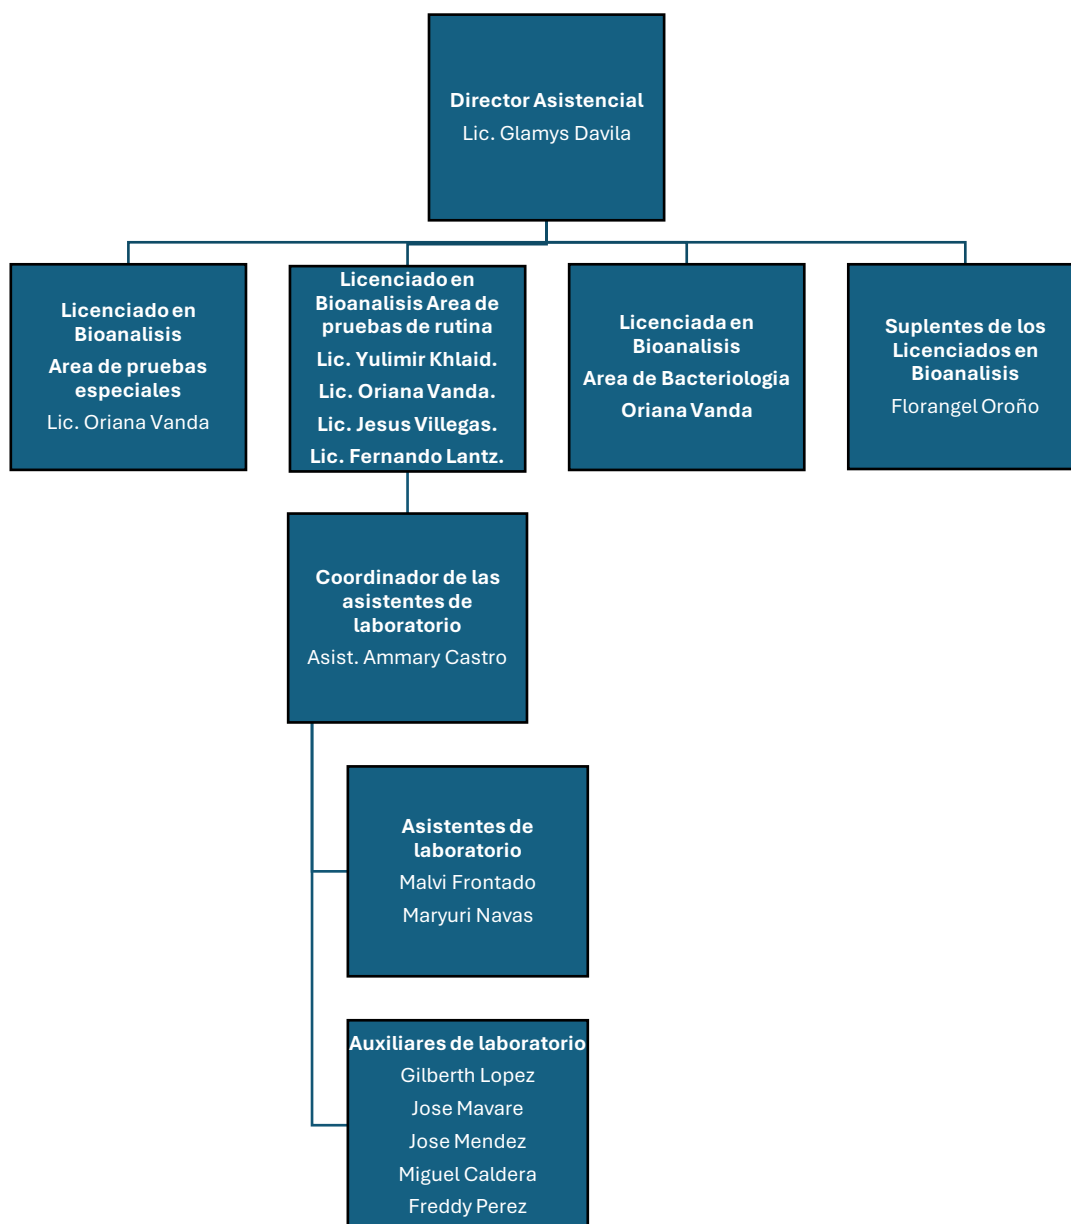 Director Asistencial
Lic. Glamys Davila
Licenciado en
Bioanalisis
Area de pruebas
especiales
Lic. Oriana Vanda
Licenciado en
Bioanalisis Area de
pruebas de rutina
Lic. Yulimir Khlaid.
Lic. Oriana Vanda.
Lic. Jesus Villegas.
Lic. Fernando Lantz.
Licenciada en
Bioanalisis
Area de Bacteriologia
Oriana Vanda
Suplentes de los
Licenciados en
Bioanalisis
Florangel Oroño
Coordinador de las
asistentes de
laboratorio
Asist. Ammary Castro
Asistentes de
laboratorio
Malvi Frontado
Maryuri Navas
Auxiliares de laboratorio
Gilberth Lopez
Jose Mavare
Jose Mendez
Miguel Caldera
Freddy Perez